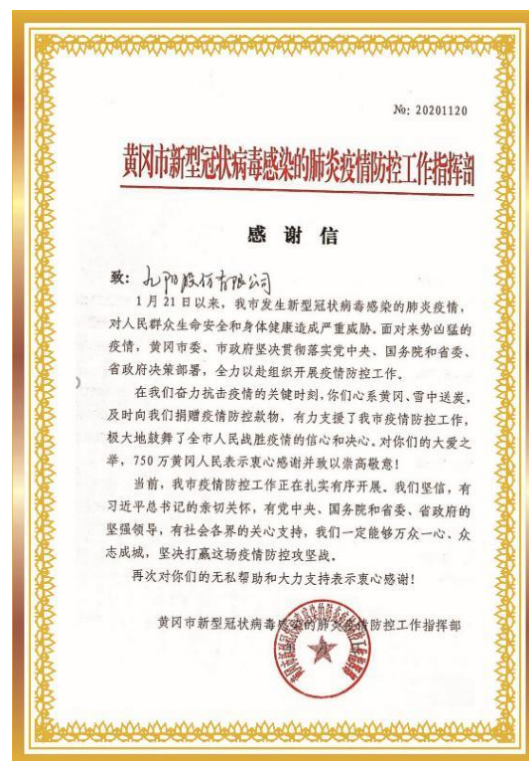 No: 20201120
黄冈市新型冠状病毒感染的肺炎疫情防控工作指挥部
感谢信
致：九阳股份有限公司
1月21日以来，我市发生新型冠状病毒感染的肺炎疫情，
对人民群众生命安全和身体健康造成严重威胁。面对来势凶猛的
疫情，黄冈市委、市政府坚决贯彻落实党中央、国务院和省委、
省政府决策部署，全力以赴组织开展疫情防控工作。
在我们奋力抗击疫情的关键时刻，你们心系黄冈、雪中送炭，
及时向我们捐赠疫情防控款物，有力支援了我市疫情防控工作，
极大地鼓舞了全市人民战胜疫情的信心和决心。对你们的大爱之
举，750万黄冈人民表示衷心感谢并致以崇高敬意！
当前，我市疫情防控工作正在扎实有序开展。我们坚信，有
习近平总书记的亲切关怀，有党中央、国务院和省委、省政府的
坚强领导，有社会各界的关心支持，我们一定能够万众一心、众
志成城，坚决打赢这场疫情防控攻坚战。
再次对你们的无私帮助和大力支持表示衷心感谢！
黄冈市新型冠状病毒感染的肺炎疫情防控工作指挥部